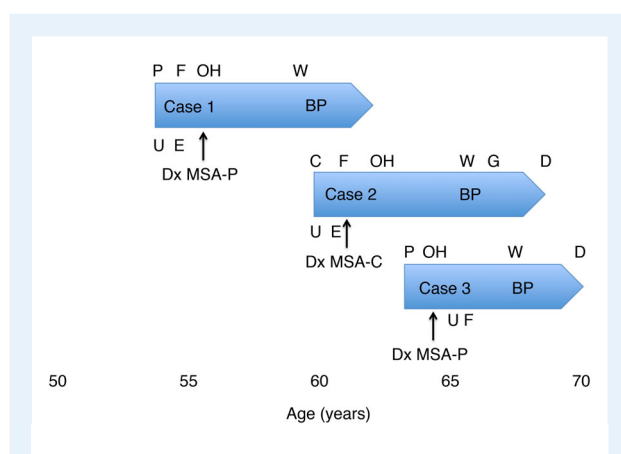 P F OH W
Case 1 BP
U E
Dx MSA-P
C F OH W G D
Case 2 BP
U E
Dx MSA-C
P OH W D
Case 3 BP
U F
Dx MSA-P
50 55 60 65 70
Age (years)